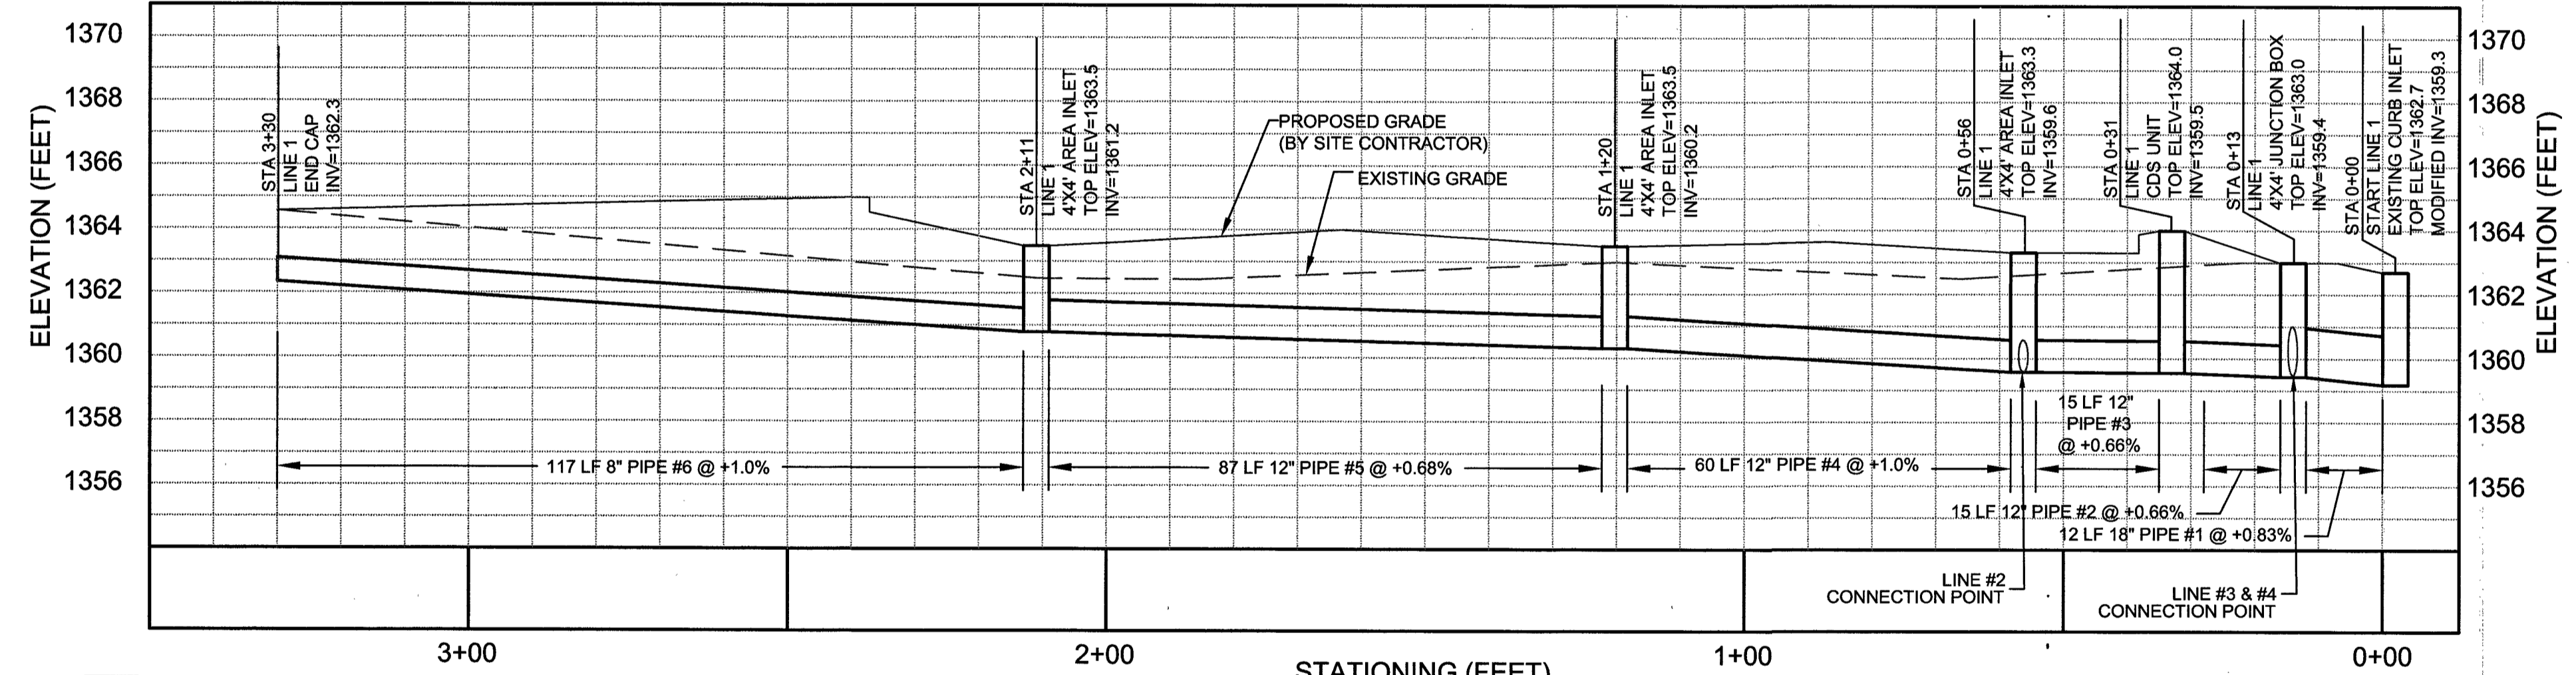 ELEVATION (FEET)
1370
1368
1366
1364
1362
1360
1358
1356
STA 3+30
LINE 1
END CAP
INV=1362.3
STA 2+11
LINE 1
4'X4' AREA INLET
TOP ELEV=1363.5
INV=1361.2
PROPOSED GRADE
(BY SITE CONTRACTOR)
EXISTING GRADE
STA 1+20
LINE 1
4'X4' AREA INLET
TOP ELEV=1363.5
INV=1360.2
STA 0+56
LINE 1
4'X4' AREA INLET
TOP ELEV=1363.3
INV=1359.6
STA 0+31
LINE 1
CDS UNIT
TOP ELEV=1364.0
INV=1359.5
STA 0+13
LINE 1
4'X4' JUNCTION BOX
TOP ELEV=1363.0
INV=1359.4
STA 0+00
START LINE 1
EXISTING CURB INLET
TOP ELEV=1362.7
MODIFIED INV=1359.3
1370
1368
1366
1364
1362
1360
1358
1356
ELEVATION (FEET)
117 LF 8" PIPE #6 @ +1.0%
87 LF 12" PIPE #5 @ +0.68%
60 LF 12" PIPE #4 @ +1.0%
15 LF 12"
PIPE #3
@ +0.66%
15 LF 12" PIPE #2 @ +0.66%
12 LF 18" PIPE #1 @ +0.83%
LINE #2
CONNECTION POINT
LINE #3 & #4
CONNECTION POINT
3+00
2+00
1+00
0+00
STATIONING (FEET)